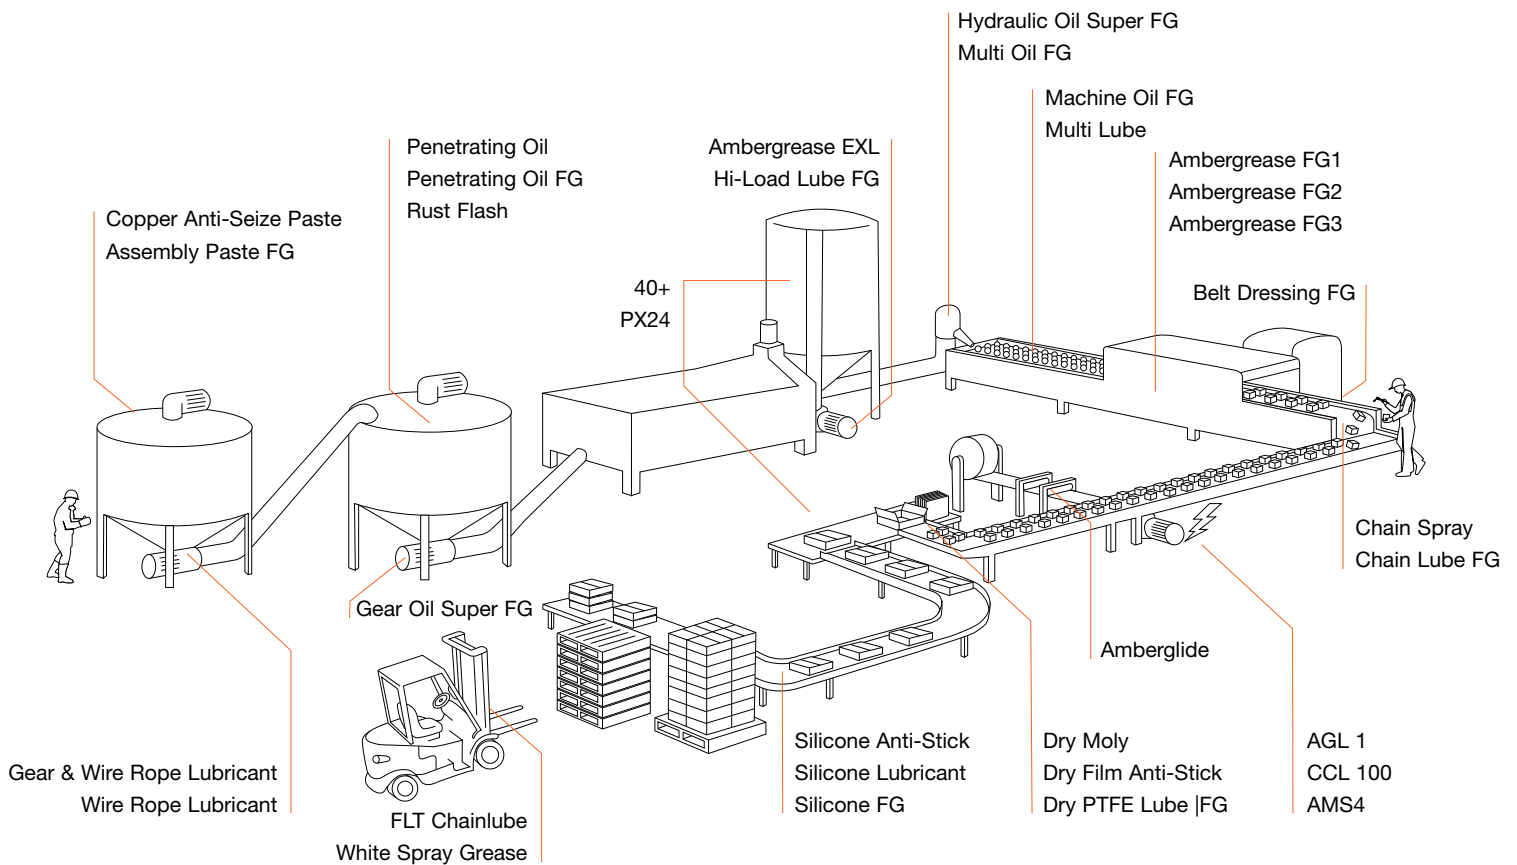 Hydraulic Oil Super FG
Multi Oil FG
Machine Oil FG
Multi Lube
Penetrating Oil
Penetrating Oil FG
Rust Flash
Ambergrease EXL
Hi-Load Lube FG
Ambergrease FG1
Ambergrease FG2
Ambergrease FG3
Copper Anti-Seize Paste
Assembly Paste FG
40+
PX24
Belt Dressing FG
Chain Spray
Chain Lube FG
Gear Oil Super FG
Amberglide
Gear & Wire Rope Lubricant
Wire Rope Lubricant
FLT Chainlube
White Spray Grease
Silicone Anti-Stick
Silicone Lubricant
Silicone FG
Dry Moly
Dry Film Anti-Stick
Dry PTFE Lube |FG
AGL 1
CCL 100
AMS4